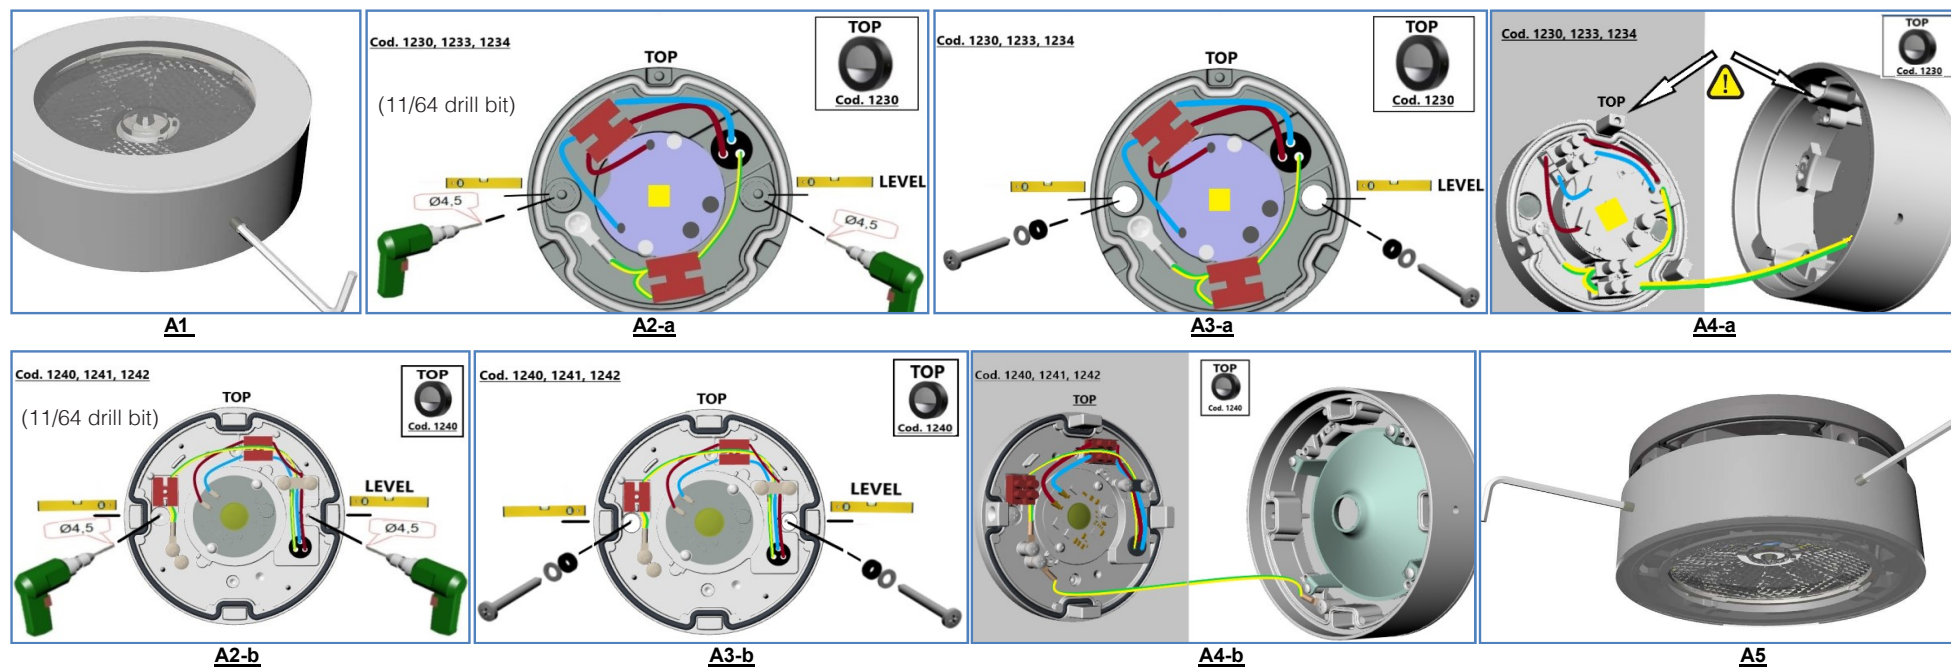 Cod. 1230, 1233, 1234
(11/64 drill bit)
TOP
TOP
Cod. 1230
LEVEL
Ø4,5
Ø4,5
Cod. 1230, 1233, 1234
TOP
TOP
Cod. 1230
LEVEL
Cod. 1230, 1233, 1234
TOP
TOP
Cod. 1230
!
A1
A2-a
A3-a
A4-a
Cod. 1240, 1241, 1242
(11/64 drill bit)
TOP
TOP
Cod. 1240
LEVEL
Ø4,5
Ø4,5
Cod. 1240, 1241, 1242
TOP
TOP
Cod. 1240
LEVEL
Cod. 1240, 1241, 1242
TOP
TOP
Cod. 1240
A2-b
A3-b
A4-b
A5